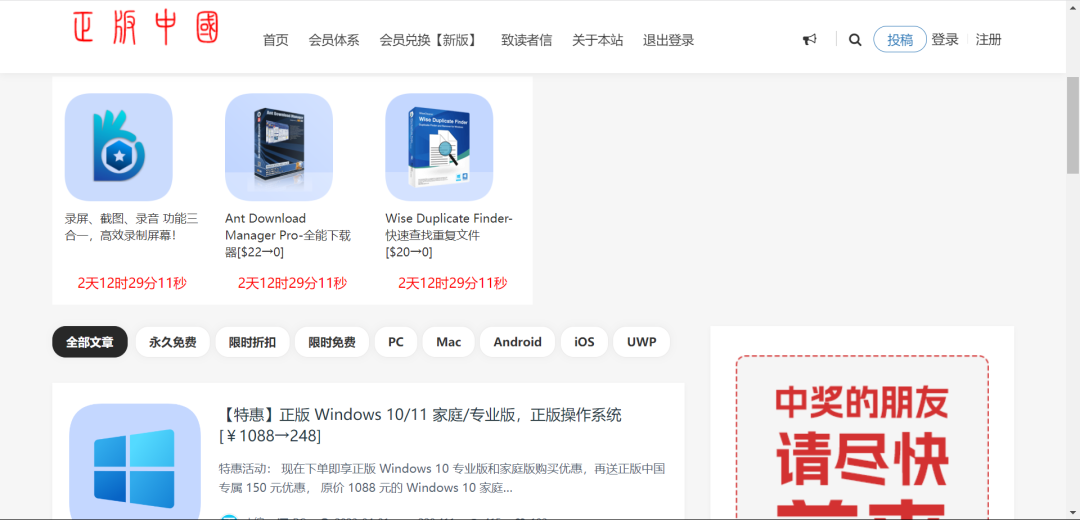 正版中國
首页 会员体系 会员兑换【新版】 致读者信 关于本站 退出登录 投稿 登录 注册
录屏、截图、录音 功能三
合一，高效录制屏幕！
2天12时29分11秒
Ant Download
Manager Pro-全能下载
器[$22→0]
2天12时29分11秒
Wise Duplicate Finder-
快速查找重复文件
[$20→0]
2天12时29分11秒
全部文章 永久免费 限时折扣 限时免费 PC Mac Android iOS UWP
【特惠】正版 Windows 10/11 家庭/专业版，正版操作系统
[￥1088→248]
特惠活动： 现在下单即享正版 Windows 10 专业版和家庭版购买优惠，再送正版中国
专属 150 元优惠， 原价 1088 元的 Windows 10 家庭...
中奖的朋友
请尽快